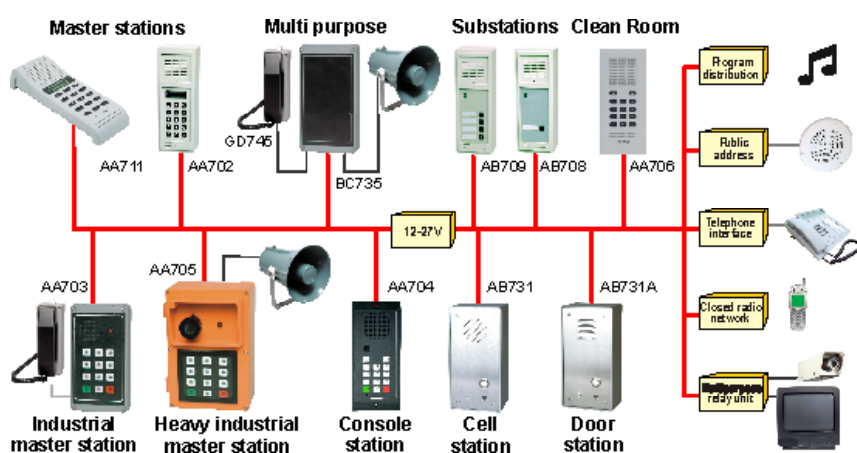 Master stations
Multi purpose
Substations
Clean Room
Program
distribution
GD745
AA711
AA702
BC735
AB709
AB708
AA706
Public
address
12-27V
Telephone
interface
AA703
AA705
AA704
AB731
AB731A
Closed radio
network
relay unit
Industrial
master station
Heavy industrial
master station
Console
station
Cell
station
Door
station